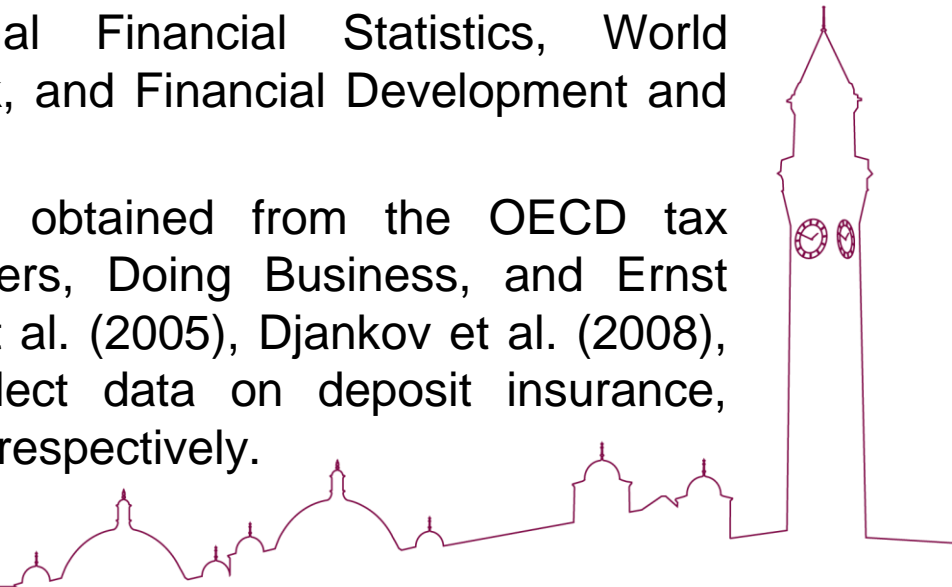 al Financial Statistics, World
, and Financial Development and
obtained from the OECD tax
ers, Doing Business, and Ernst
al. (2005), Djankov et al. (2008),
lect data on deposit insurance,
respectively.